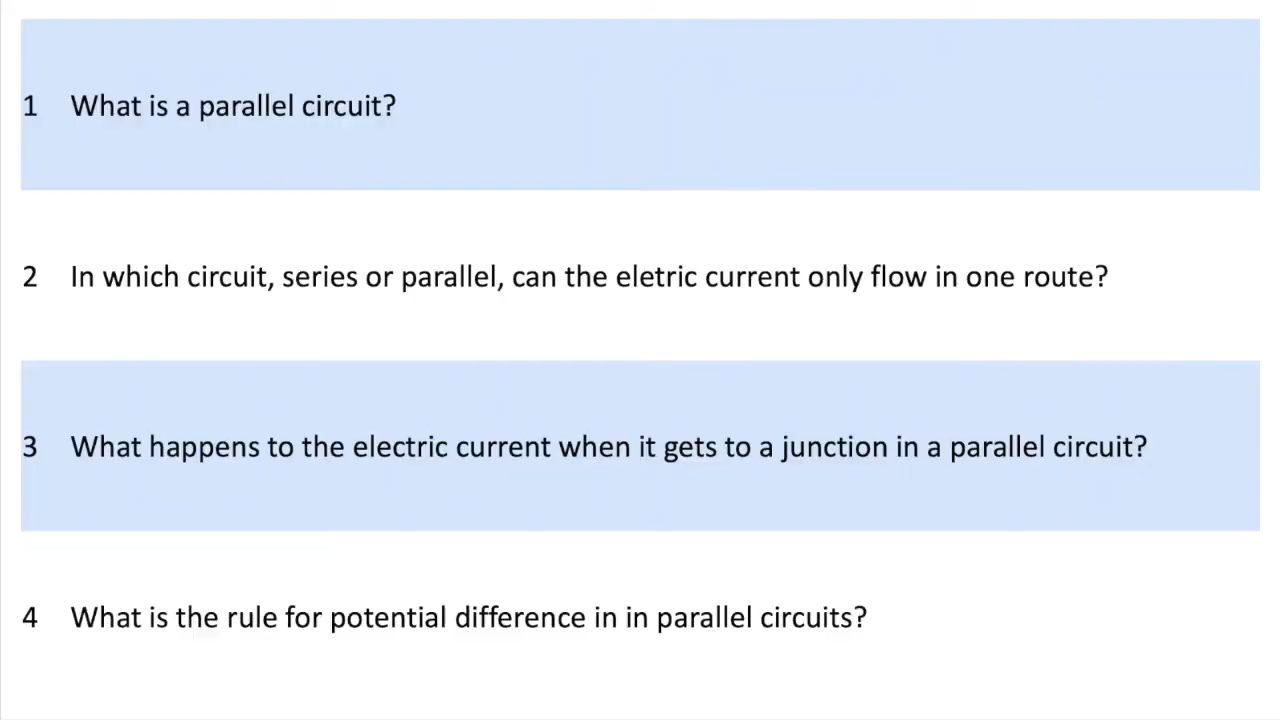 1 What is a parallel circuit?
2 In which circuit, series or parallel, can the eletric current only flow in one route?
3 What happens to the electric current when it gets to a junction in a parallel circuit?
4 What is the rule for potential difference in in parallel circuits?